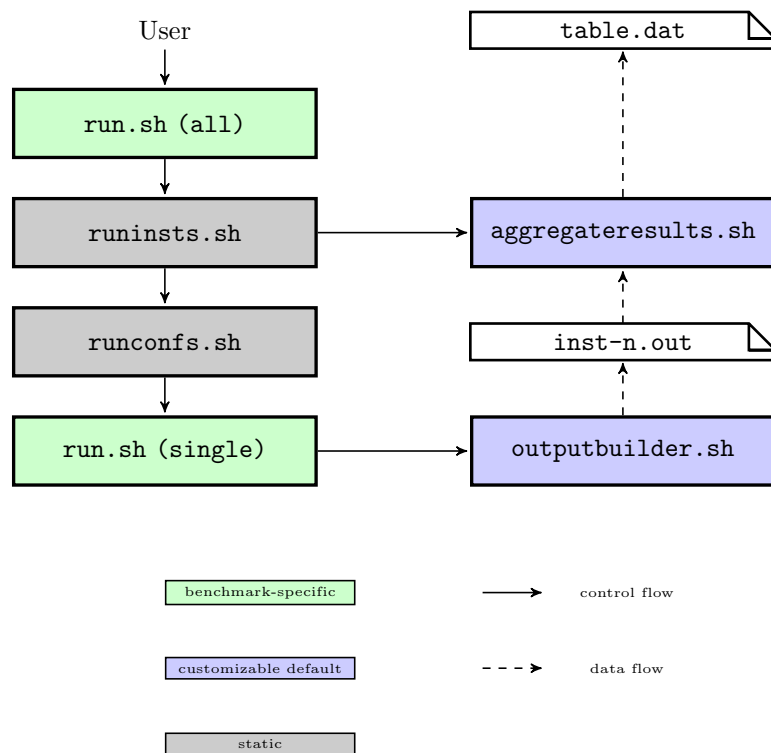 User
table.dat
run.sh (all)
runinsts.sh
aggregateresults.sh
runconfs.sh
inst-n.out
run.sh (single)
outputbuilder.sh
benchmark-specific
control flow
customizable default
data flow
static